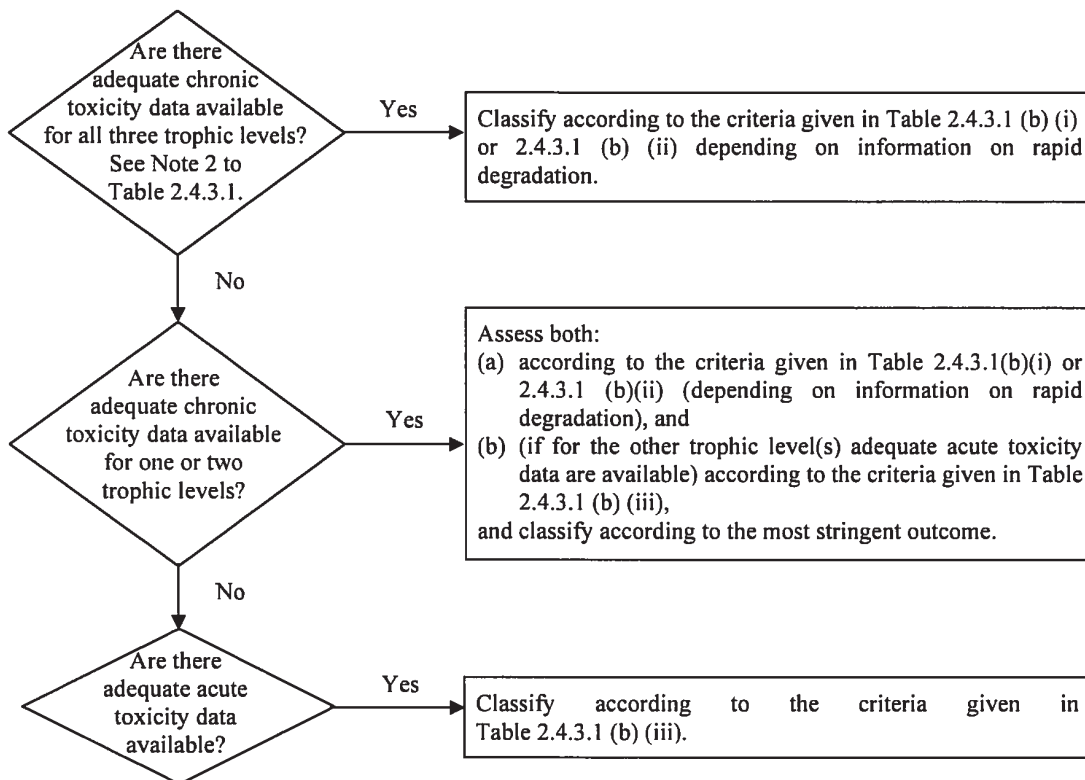 Are there
adequate chronic
toxicity data available
for all three trophic levels?
See Note 2 to
Table 2.4.3.1.
Yes
Classify according to the criteria given in Table 2.4.3.1 (b) (i)
or 2.4.3.1 (b) (ii) depending on information on rapid
degradation.
No
Are there
adequate chronic
toxicity data available
for one or two
trophic levels?
Yes
Assess both:
(a) according to the criteria given in Table 2.4.3.1(b)(i) or
2.4.3.1 (b)(ii) (depending on information on rapid
degradation), and
(b) (if for the other trophic level(s) adequate acute toxicity
data are available) according to the criteria given in Table
2.4.3.1 (b) (iii),
and classify according to the most stringent outcome.
No
Are there
adequate acute
toxicity data
available?
Yes
Classify according to the criteria given in
Table 2.4.3.1 (b) (iii).